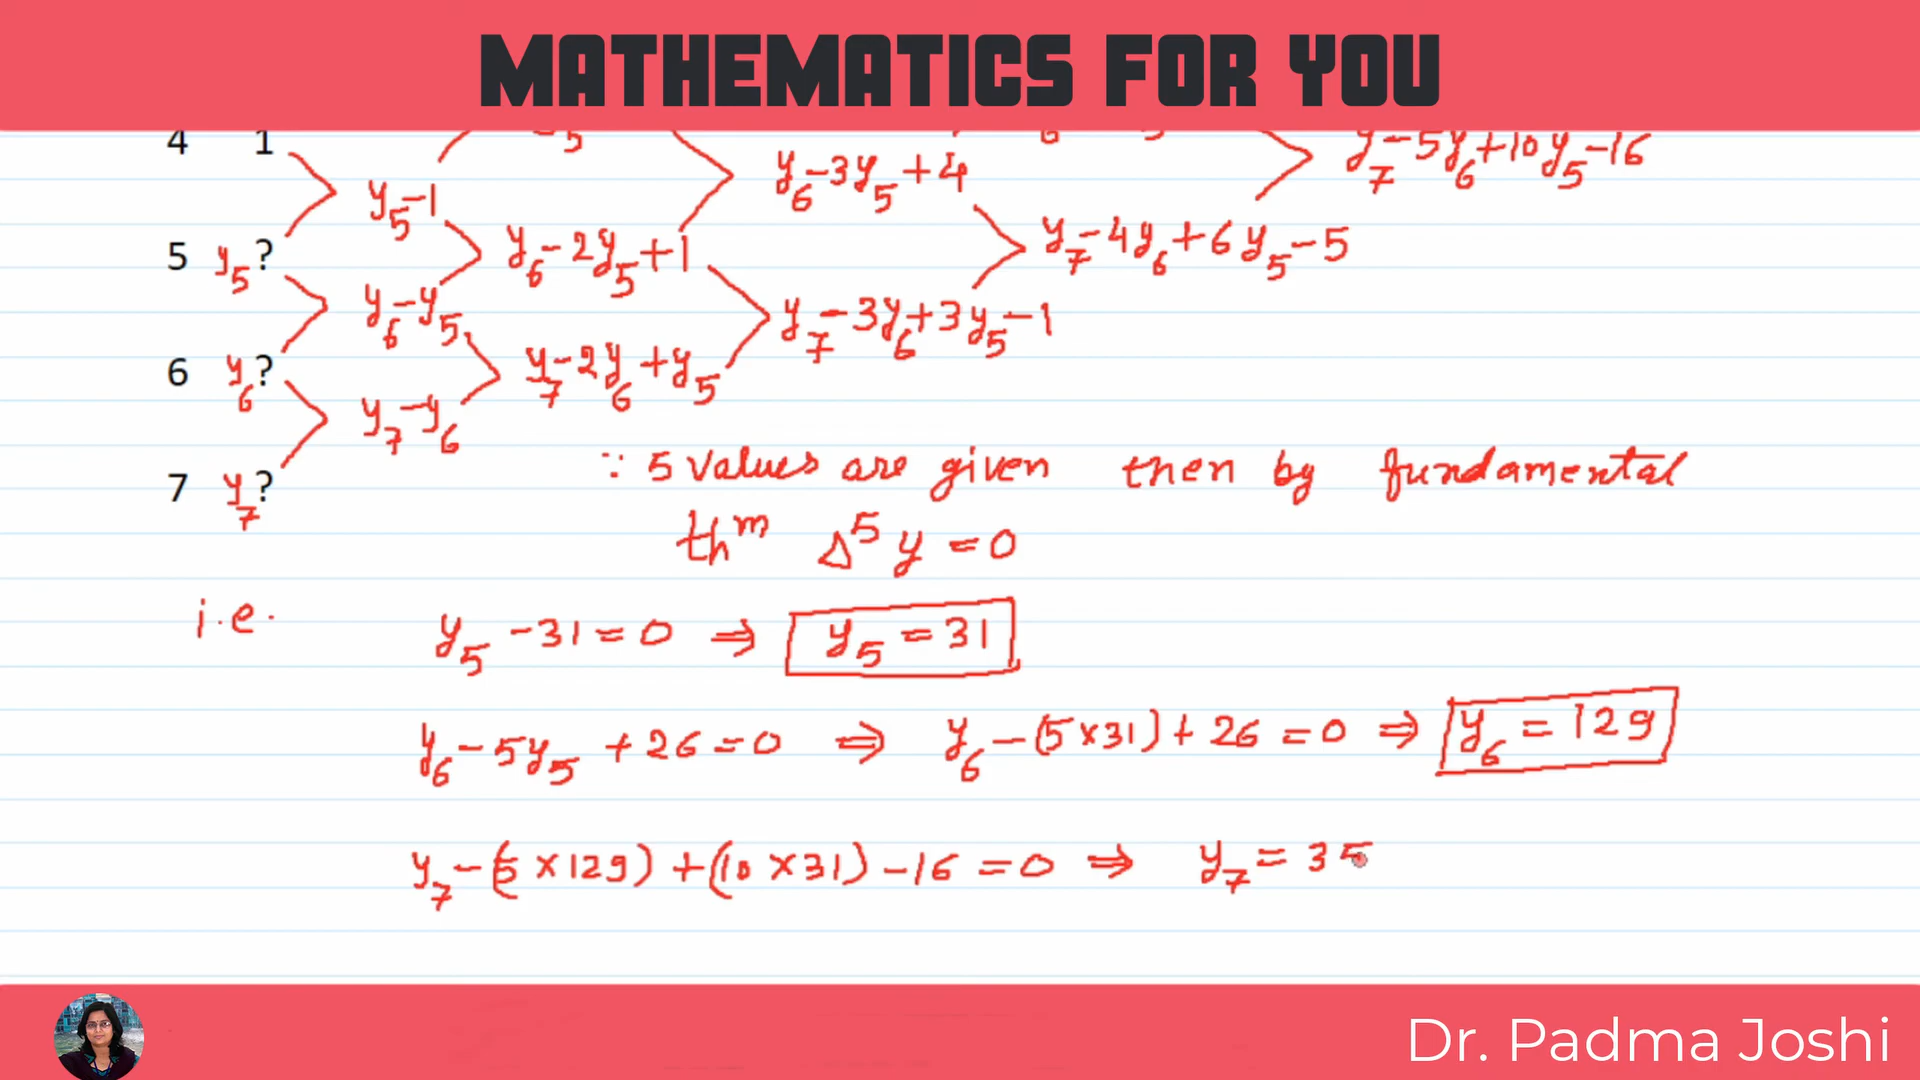 MATHEMATICS FOR YOU
4 1
5
6 5
y₇-5y₆+10y₅-16
y₆-3y₅+4
y₅-1
y₇-4y₆+6y₅-5
5 y₅?
y₆-2y₅+1
y₆-y₅
y₇-3y₆+3y₅-1
6 y₆?
y₇-2y₆+y₅
y₇-y₆
7 y₇?
∵ 5 values are given then by fundamental
thᵐ Δ⁵y=0
i.e.
y₅-31=0 ⇒ y₅=31
y₆-5y₅+26=0 ⇒ y₆-(5×31)+26=0 ⇒ y₆=129
y₇-(5×129)+(10×31)-16=0 ⇒ y₇=35
Dr. Padma Joshi